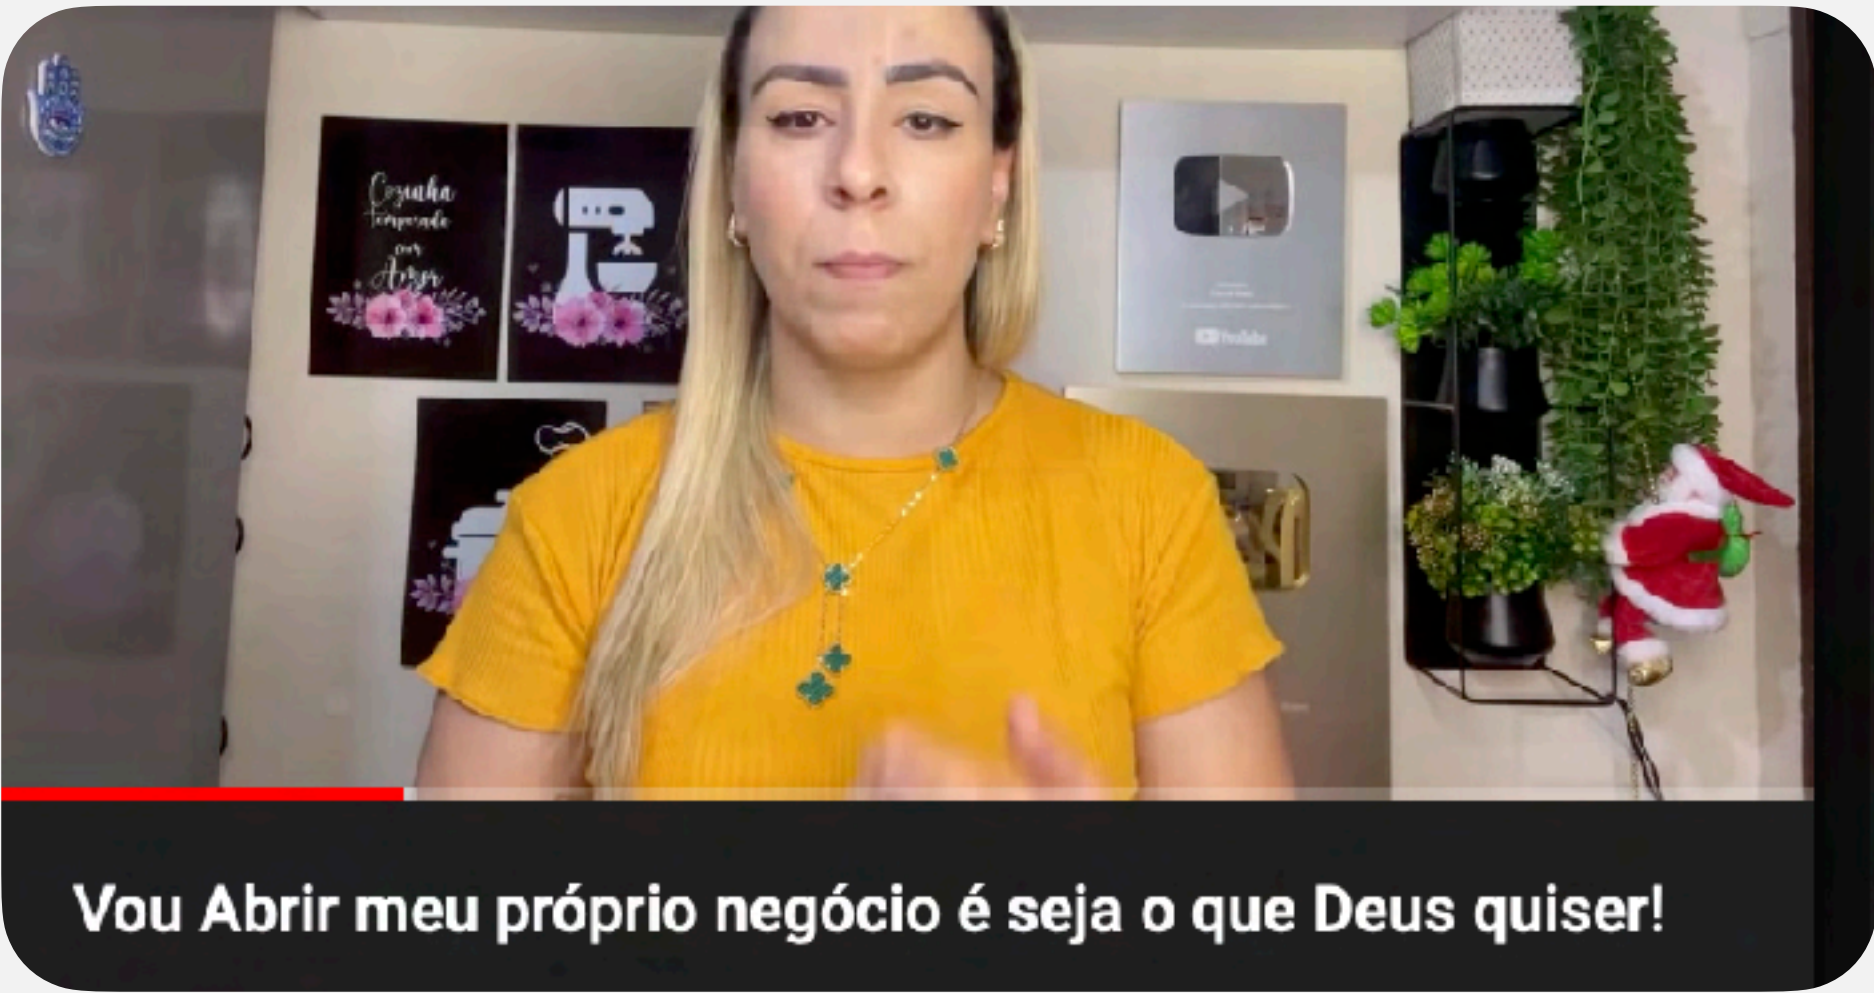 Cozinha
Temperada
com
Amor
YouTube
Vou Abrir meu próprio negócio é seja o que Deus quiser!